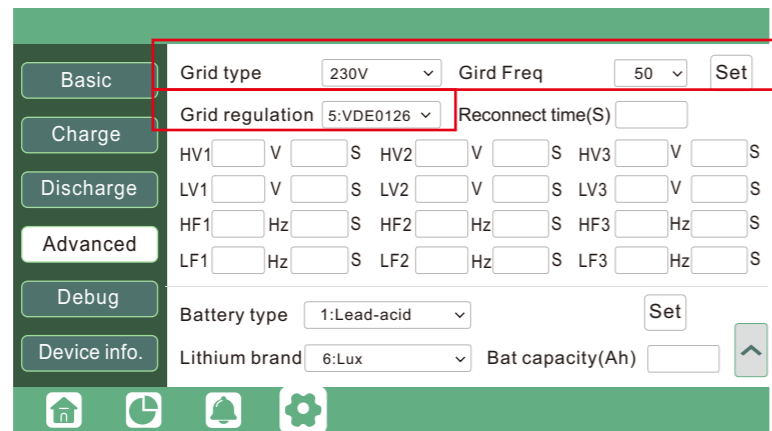 Basic
Charge
Discharge
Advanced
Debug
Device info.
Grid type 230V Gird Freq 50 Set
Grid regulation 5:VDE0126 Reconnect time(S)
HV1 V S HV2 V S HV3 V S
LV1 V S LV2 V S LV3 V S
HF1 Hz S HF2 Hz S HF3 Hz S
LF1 Hz S LF2 Hz S LF3 Hz S
Battery type 1:Lead-acid Set
Lithium brand 6:Lux Bat capacity(Ah)